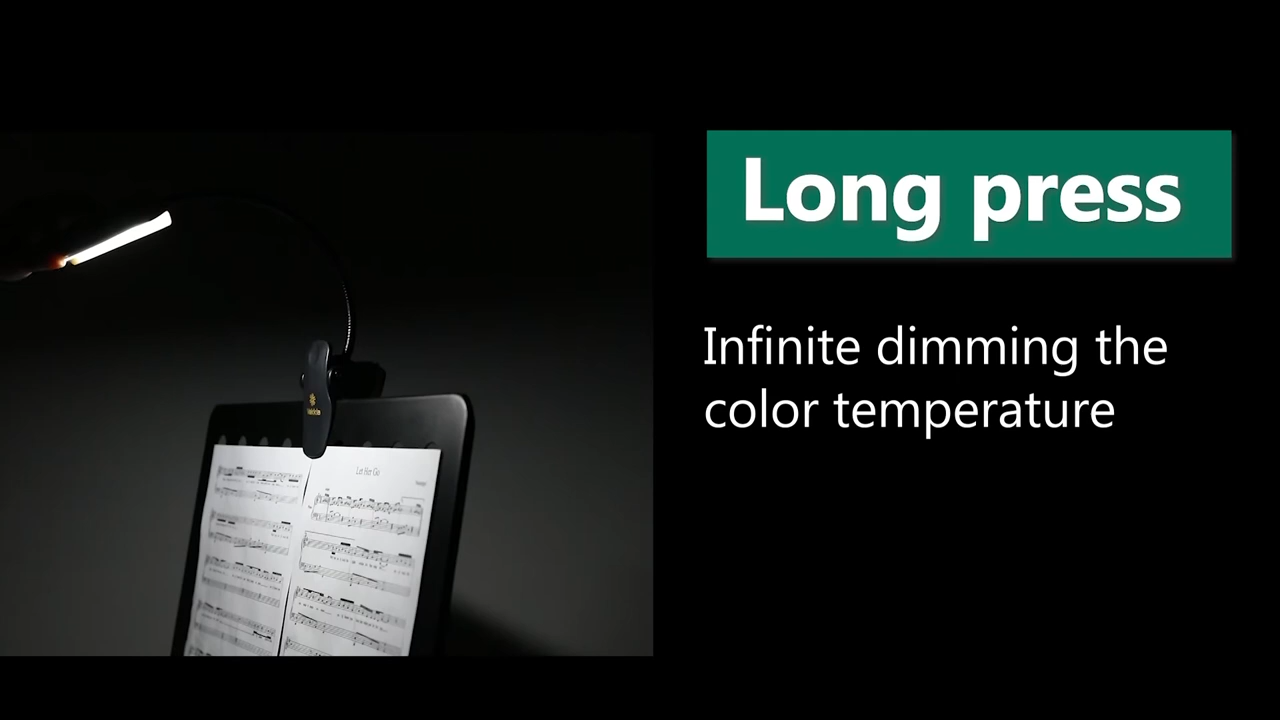 Long press
Infinite dimming the
color temperature
Let Her Go